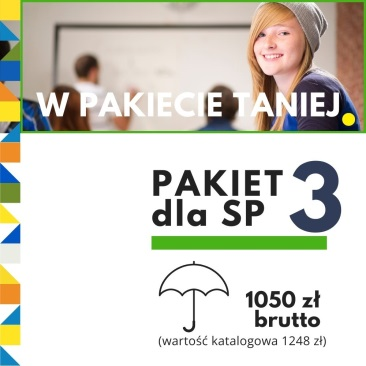 W PAKIECIE TANIEJ.
PAKIET 3
dla SP
1050 zł
brutto
(wartość katalogowa 1248 zł)